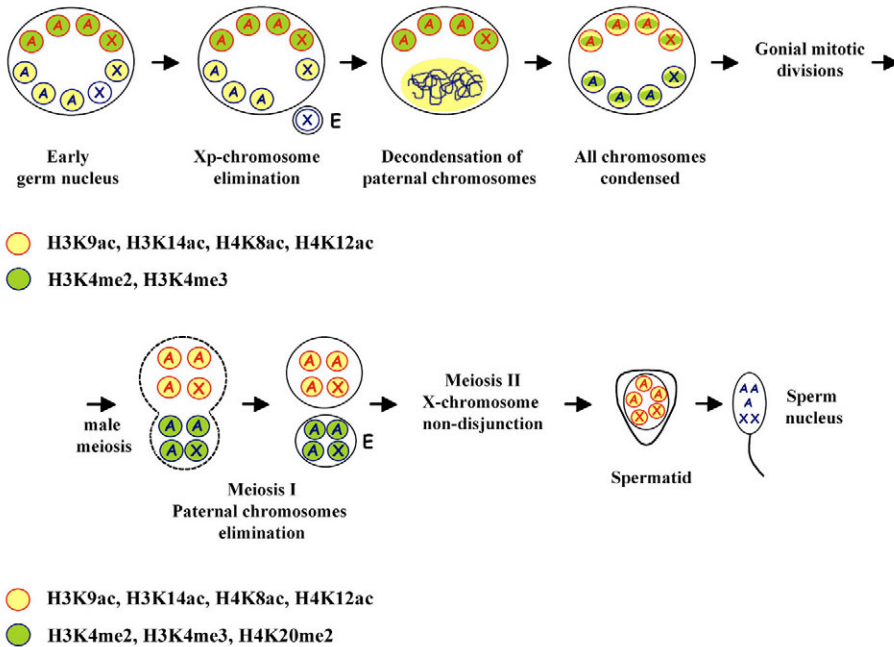 A A A X
A A A X X
Early
germ nucleus
A A A X
A A A X
X E
Xp-chromosome
elimination
A A A X
Decondensation of
paternal chromosomes
A A A X
A A A X
All chromosomes
condensed
Gonial mitotic
divisions
H3K9ac, H3K14ac, H4K8ac, H4K12ac
H3K4me2, H3K4me3
male
meiosis
A A
A X
A A
A X
A A
A X
A A
A X
E
Meiosis I
Paternal chromosomes
elimination
Meiosis II
X-chromosome
non-disjunction
A
A A
X X
Spermatid
AA
A
XX
Sperm
nucleus
H3K9ac, H3K14ac, H4K8ac, H4K12ac
H3K4me2, H3K4me3, H4K20me2